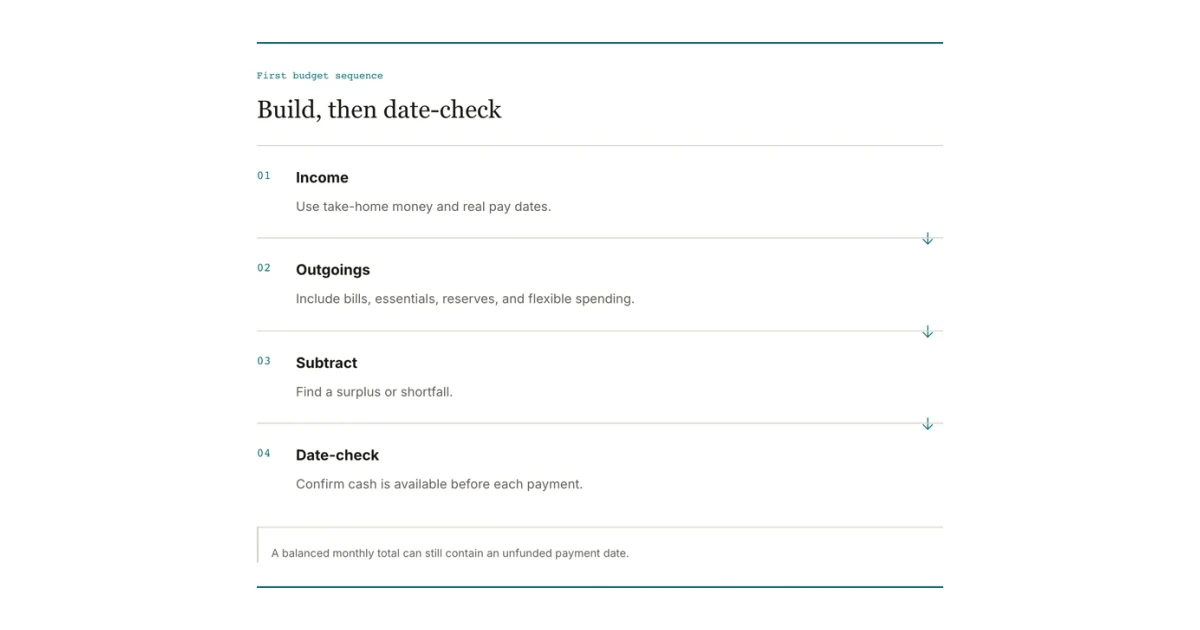 First budget sequence
Build, then date-check
01
Income
Use take-home money and real pay dates.
02
Outgoings
Include bills, essentials, reserves, and flexible spending.
03
Subtract
Find a surplus or shortfall.
04
Date-check
Confirm cash is available before each payment.
A balanced monthly total can still contain an unfunded payment date.